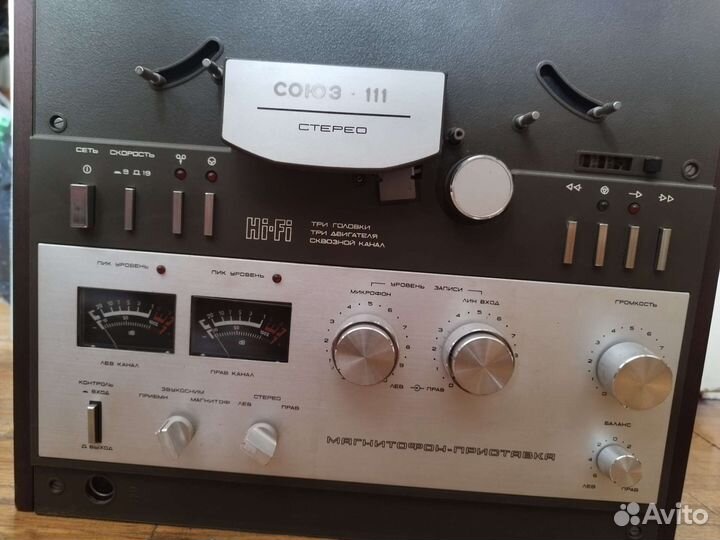 СОЮЗ - 111
СТЕРЕО
СЕТЬ СКОРОСТЬ
9 19
Hi-Fi
ТРИ ГОЛОВКИ
ТРИ ДВИГАТЕЛЯ
СКВОЗНОЙ КАНАЛ
ПИК УРОВЕНЬ
ПИК УРОВЕНЬ
УРОВЕНЬ ЗАПИСИ
МИКРОФОН
ЛИН ВХОД
ГРОМКОСТЬ
dB
dB
ЛЕВ КАНАЛ
ПРАВ КАНАЛ
ЛЕВ ПРАВ
КОНТРОЛЬ
ВХОД
ВЫХОД
ЗВУКОСНИМ
ПРИЕМН
МАГНИТОФ
СТЕРЕО
ЛЕВ
ПРАВ
МАГНИТОФОН-ПРИСТАВКА
БАЛАНС
ЛЕВ ПРАВ
Avito